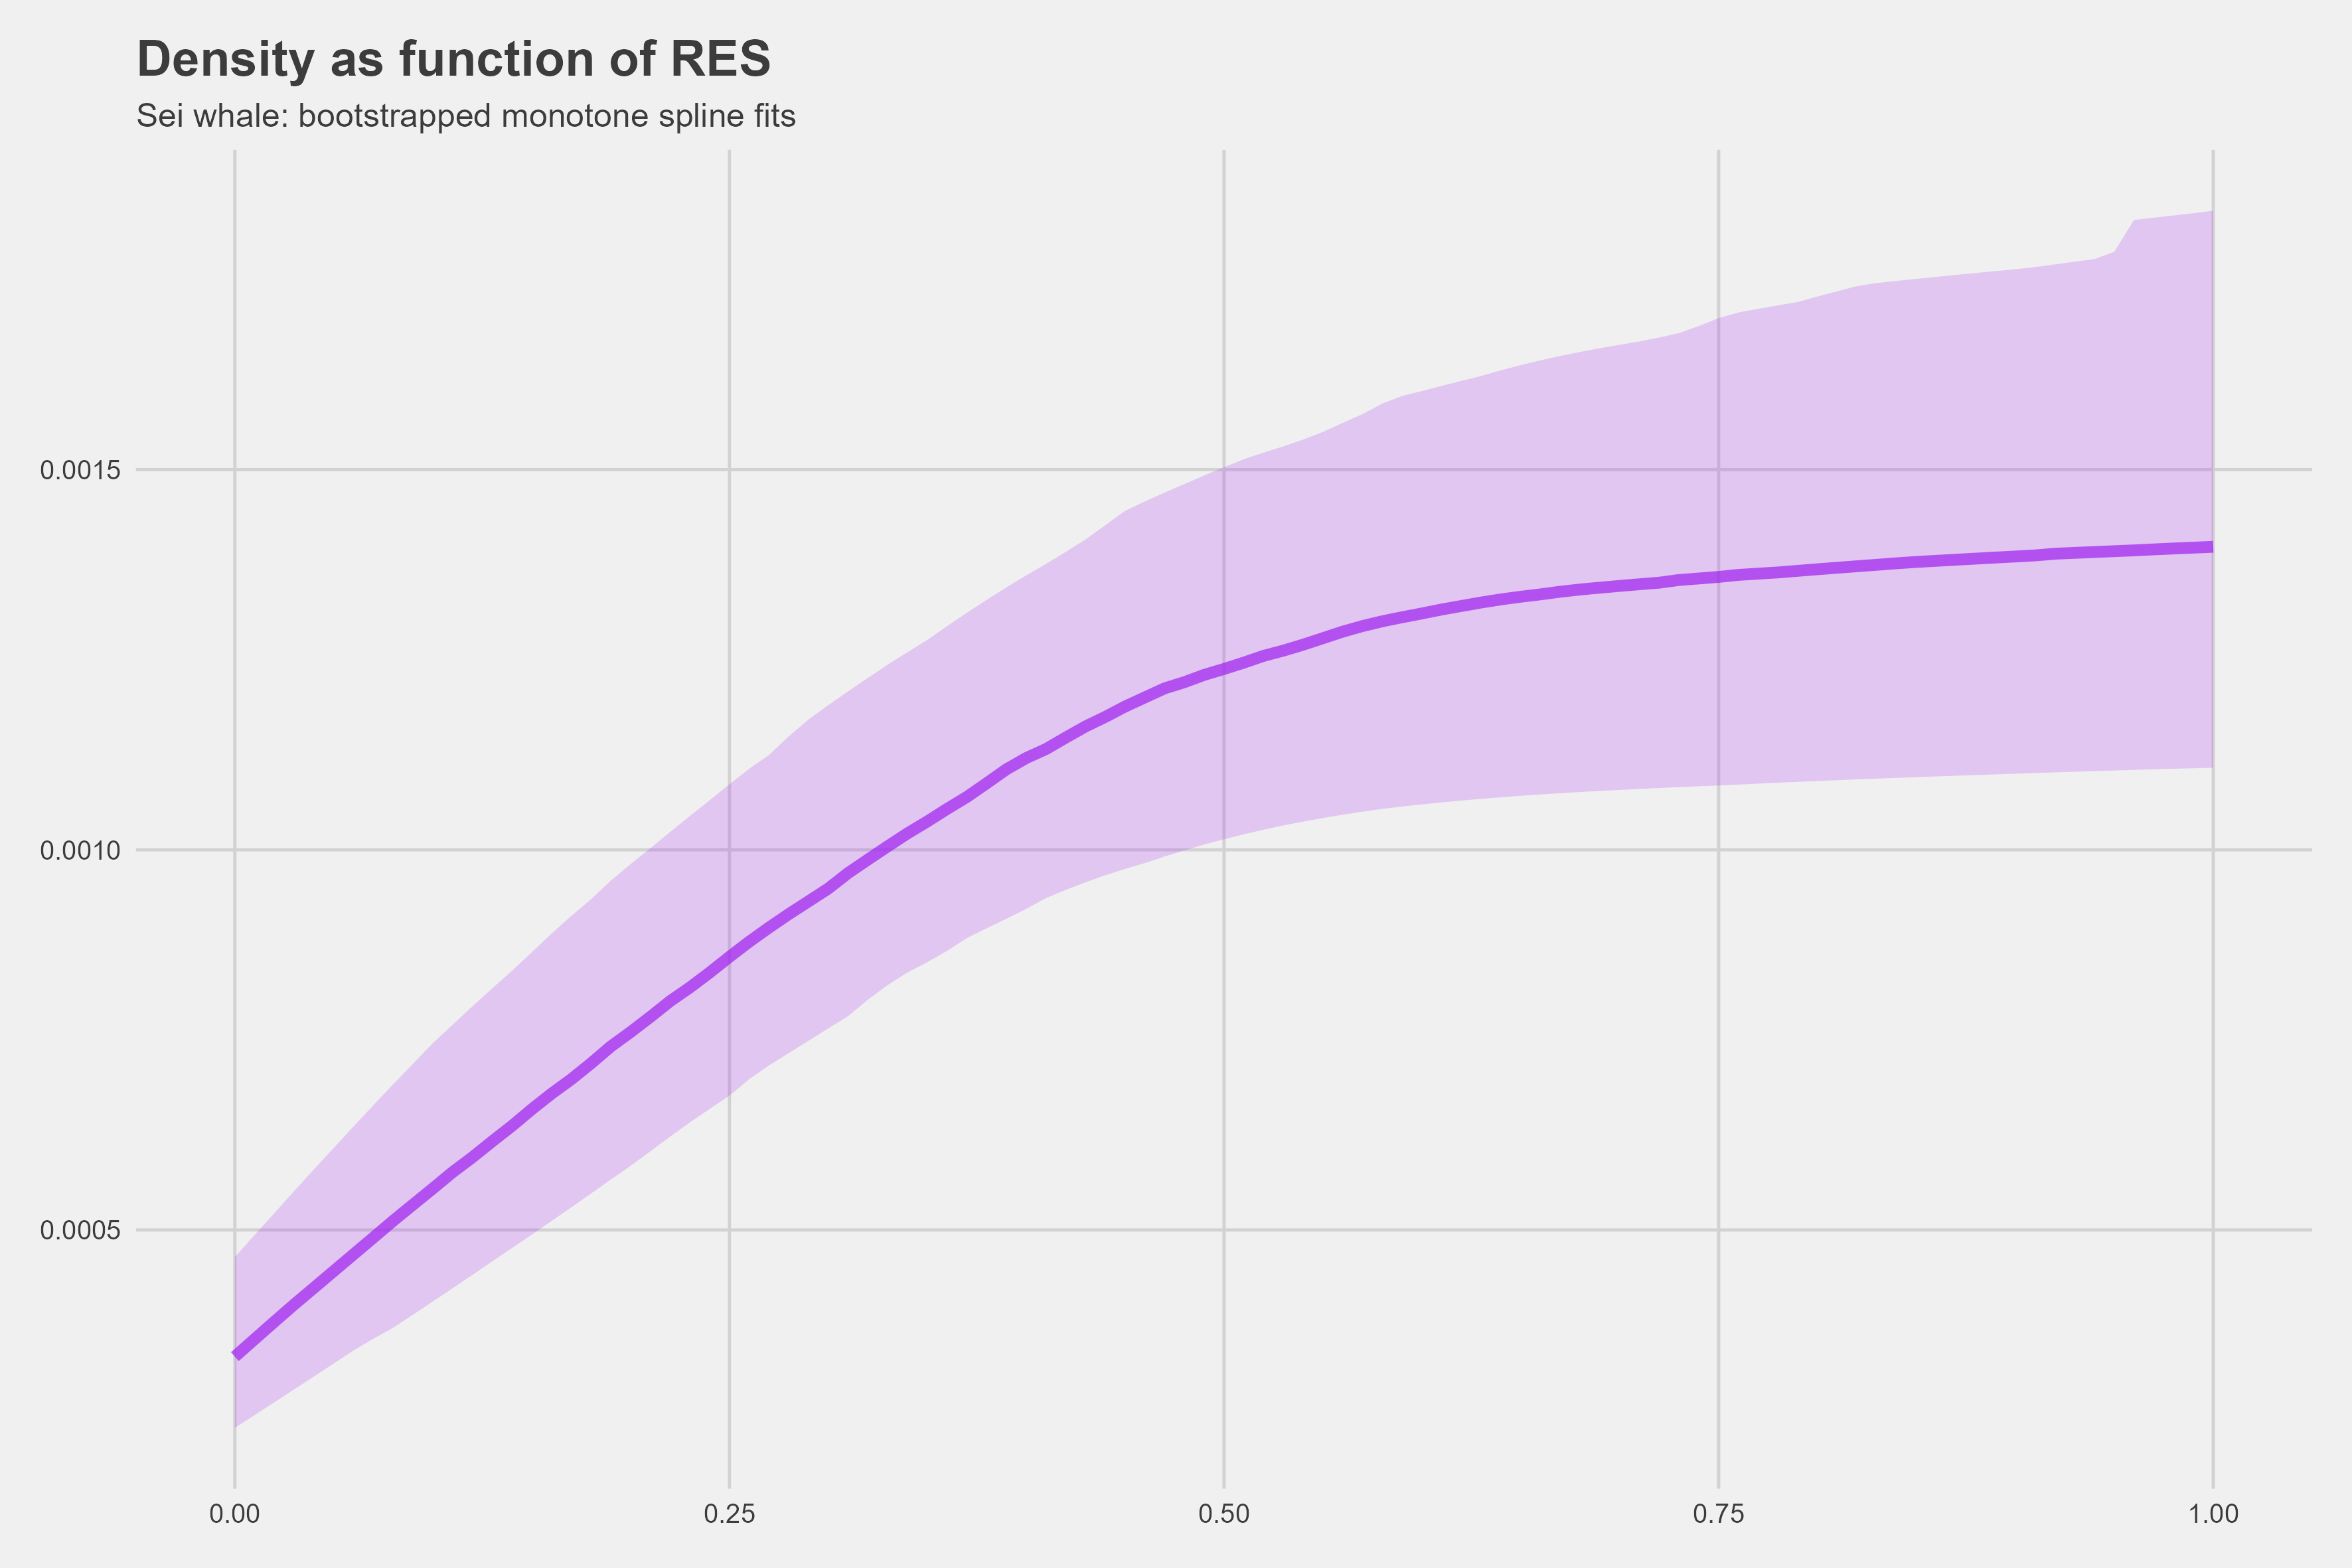 Density as function of RES
Sei whale: bootstrapped monotone spline fits
0.0015
0.0010
0.0005
0.00 0.25 0.50 0.75 1.00